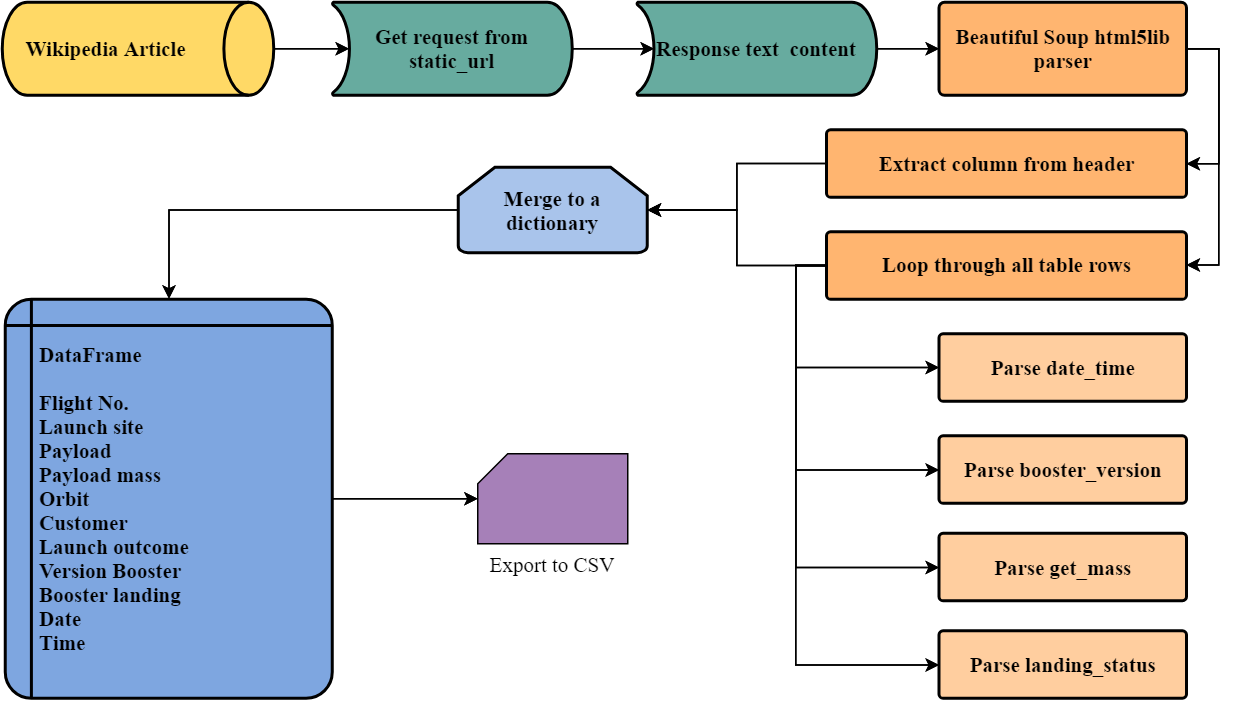 Wikipedia Article
Get request from
static_url
Response text  content
Beautiful Soup html5lib
parser
Extract column from header
Merge to a
dictionary
Loop through all table rows
DataFrame
Flight No.
Launch site
Payload
Payload mass
Orbit
Customer
Launch outcome
Version Booster
Booster landing
Date
Time
Export to CSV
Parse date_time
Parse booster_version
Parse get_mass
Parse landing_status